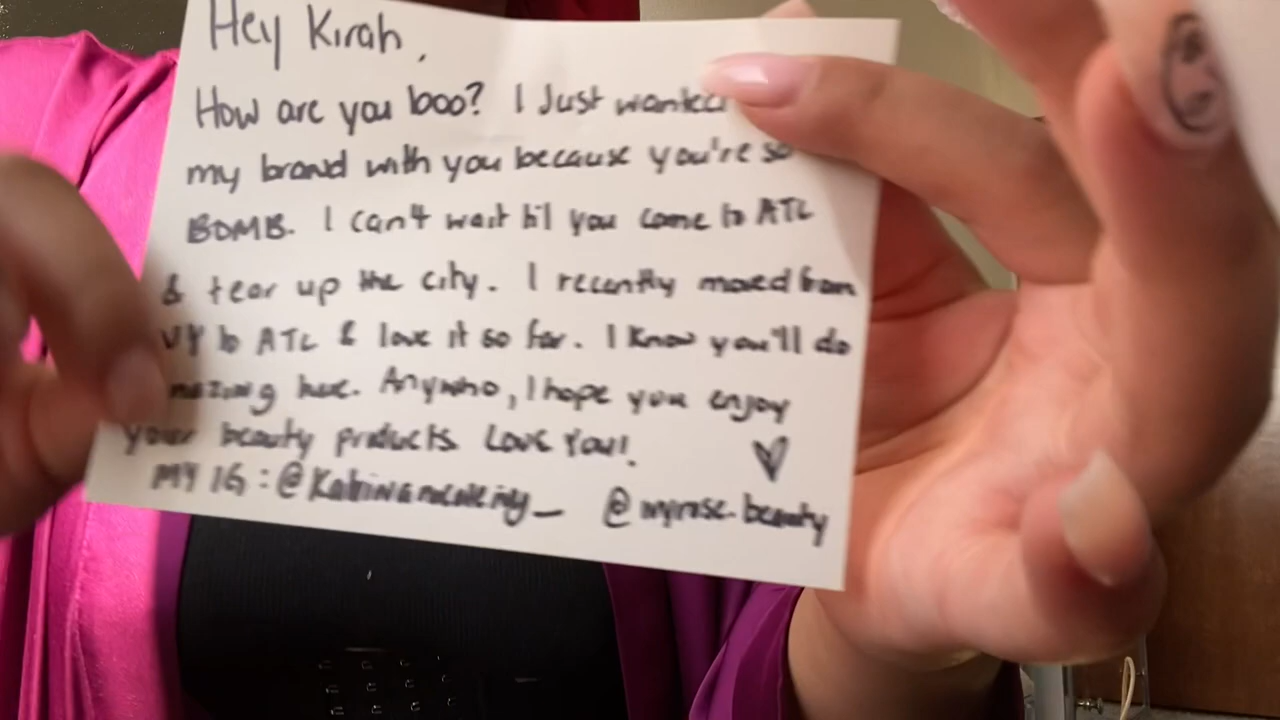 Hey Kirah,
How are you boo? I Just wanted
my brand with you because you're so
BOMB. I can't wait til you come to ATL
& tear up the city. I recently moved from
to ATL & love it so far. I Know you'll do
here. Anywho, I hope you enjoy
your beauty products. Love You!
MY IG: @